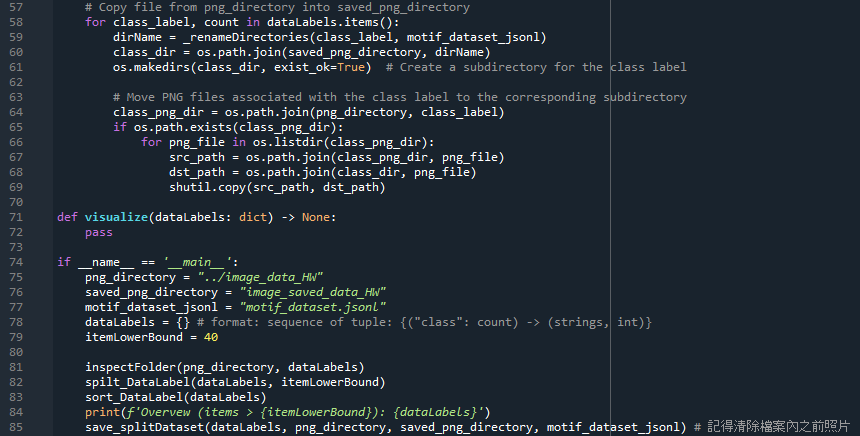 57 # Copy file from png_directory into saved_png_directory
58 for class_label, count in dataLabels.items():
59 dirName = _renameDirectories(class_label, motif_dataset_jsonl)
60 class_dir = os.path.join(saved_png_directory, dirName)
61 os.makedirs(class_dir, exist_ok=True)  # Create a subdirectory for the class label
62
63 # Move PNG files associated with the class label to the corresponding subdirectory
64 class_png_dir = os.path.join(png_directory, class_label)
65 if os.path.exists(class_png_dir):
66 for png_file in os.listdir(class_png_dir):
67 src_path = os.path.join(class_png_dir, png_file)
68 dst_path = os.path.join(class_dir, png_file)
69 shutil.copy(src_path, dst_path)
70
71 def visualize(dataLabels: dict) -> None:
72 pass
73
74 if __name__ == '__main__':
75 png_directory = "../image_data_HW"
76 saved_png_directory = "image_saved_data_HW"
77 motif_dataset_jsonl = "motif_dataset.jsonl"
78 dataLabels = {} # format: sequence of tuple: {("class": count) -> (strings, int)}
79 itemLowerBound = 40
80
81 inspectFolder(png_directory, dataLabels)
82 spilt_DataLabel(dataLabels, itemLowerBound)
83 sort_DataLabel(dataLabels)
84 print(f'Overvew (items > {itemLowerBound}): {dataLabels}')
85 save_splitDataset(dataLabels, png_directory, saved_png_directory, motif_dataset_jsonl) # 記得清除檔案內之前照片